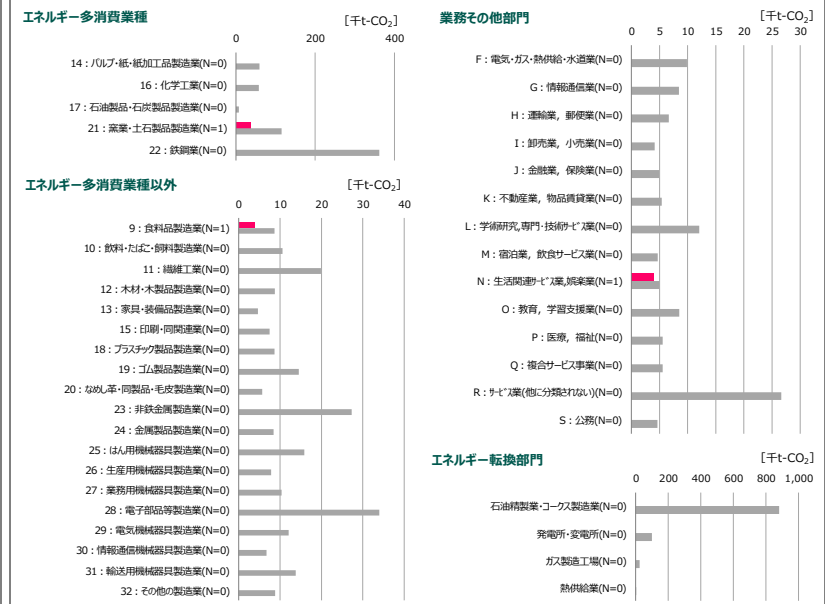 エネルギー多消費業種
［千t-CO₂］
0 200 400
14：パルプ・紙・紙加工品製造業(N=0)
16：化学工業(N=0)
17：石油製品・石炭製品製造業(N=0)
21：窯業・土石製品製造業(N=1)
22：鉄鋼業(N=0)
エネルギー多消費業種以外
［千t-CO₂］
0 10 20 30 40
9：食料品製造業(N=1)
10：飲料・たばこ・飼料製造業(N=0)
11：繊維工業(N=0)
12：木材・木製品製造業(N=0)
13：家具・装備品製造業(N=0)
15：印刷・同関連業(N=0)
18：プラスチック製品製造業(N=0)
19：ゴム製品製造業(N=0)
20：なめし革・同製品・毛皮製造業(N=0)
23：非鉄金属製造業(N=0)
24：金属製品製造業(N=0)
25：はん用機械器具製造業(N=0)
26：生産用機械器具製造業(N=0)
27：業務用機械器具製造業(N=0)
28：電子部品等製造業(N=0)
29：電気機械器具製造業(N=0)
30：情報通信機械器具製造業(N=0)
31：輸送用機械器具製造業(N=0)
32：その他の製造業(N=0)
業務その他部門
［千t-CO₂］
0 5 10 15 20 25 30
F：電気・ガス・熱供給・水道業(N=0)
G：情報通信業(N=0)
H：運輸業，郵便業(N=0)
I：卸売業，小売業(N=0)
J：金融業，保険業(N=0)
K：不動産業，物品賃貸業(N=0)
L：学術研究,専門・技術ｻｰﾋﾞｽ業(N=0)
M：宿泊業，飲食サービス業(N=0)
N：生活関連ｻｰﾋﾞｽ業,娯楽業(N=1)
O：教育，学習支援業(N=0)
P：医療，福祉(N=0)
Q：複合サービス事業(N=0)
R：ｻｰﾋﾞｽ業(他に分類されない)(N=0)
S：公務(N=0)
エネルギー転換部門
［千t-CO₂］
0 200 400 600 800 1,000
石油精製業・コークス製造業(N=0)
発電所・変電所(N=0)
ガス製造工場(N=0)
熱供給業(N=0)